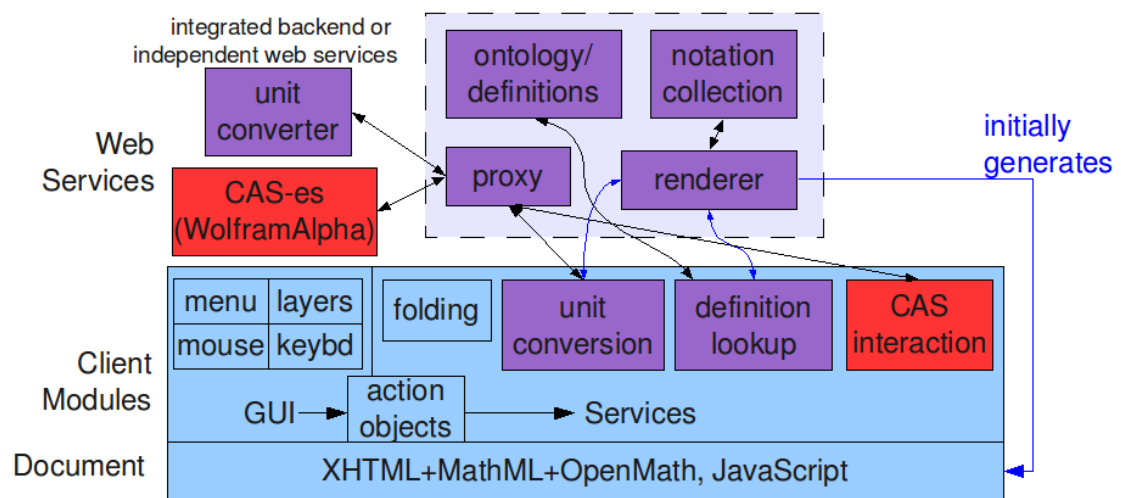 integrated backend or
independent web services
ontology/
definitions
notation
collection
unit
converter
initially
generates
Web
Services
proxy
renderer
CAS-es
(WolframAlpha)
menu
layers
mouse
keybd
folding
unit
conversion
definition
lookup
CAS
interaction
Client
Modules
GUI
action
objects
Services
Document
XHTML+MathML+OpenMath, JavaScript